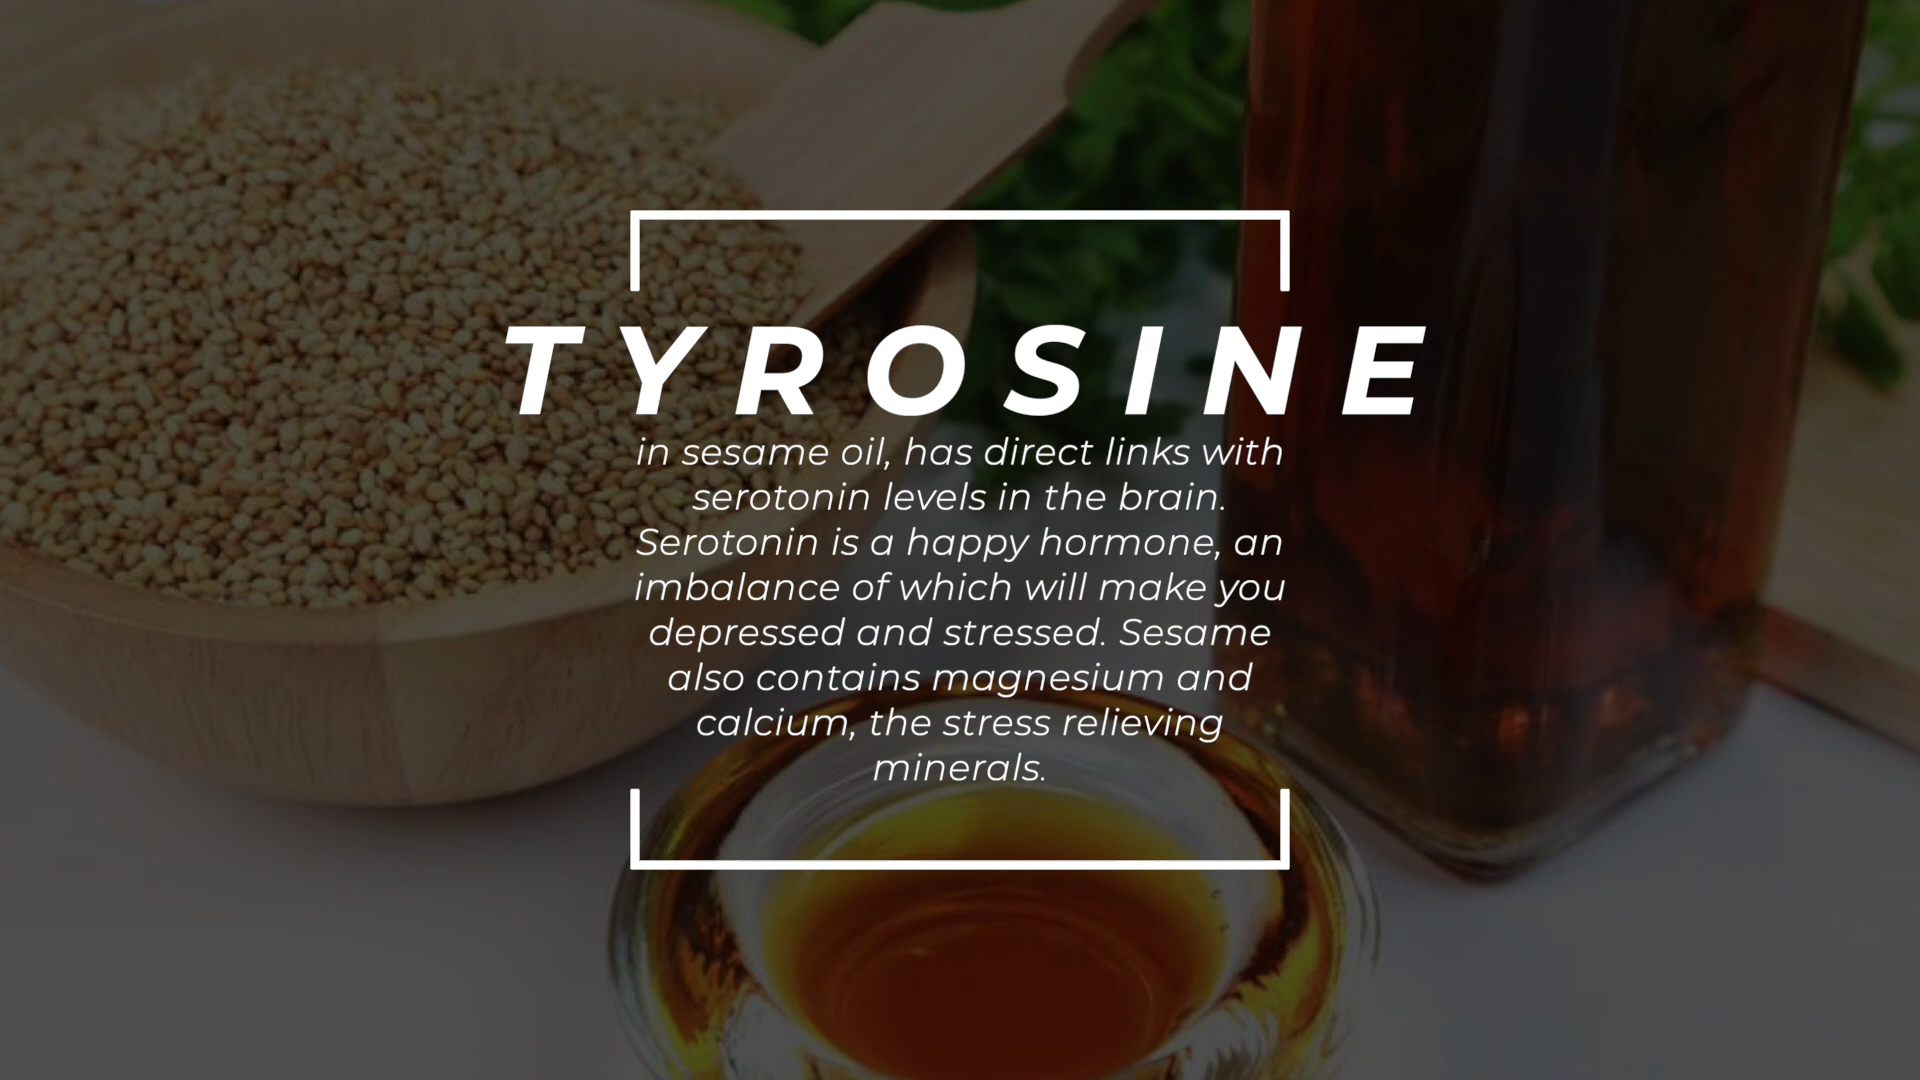 TYROSINE
in sesame oil, has direct links with
serotonin levels in the brain.
Serotonin is a happy hormone, an
imbalance of which will make you
depressed and stressed. Sesame
also contains magnesium and
calcium, the stress relieving
minerals.